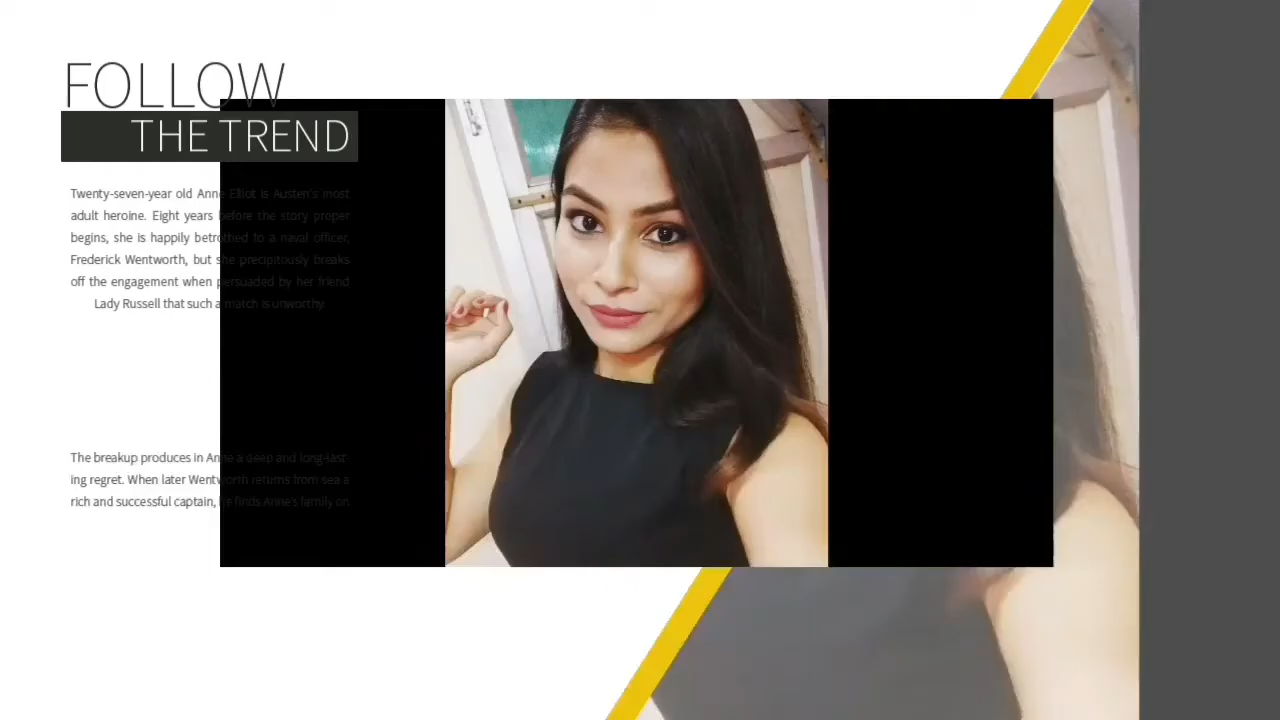 FOLLOW
THE TREND
Twenty-seven-year old Anne Elliot is Austen's most
adult heroine. Eight years before the story proper
begins, she is happily betrothed to a naval officer,
Frederick Wentworth, but she precipitously breaks
off the engagement when persuaded by her friend
Lady Russell that such a match is unworthy
The breakup produces in Anne a deep and long-last-
ing regret. When later Wentworth returns from sea a
rich and successful captain, he finds Anne's family on